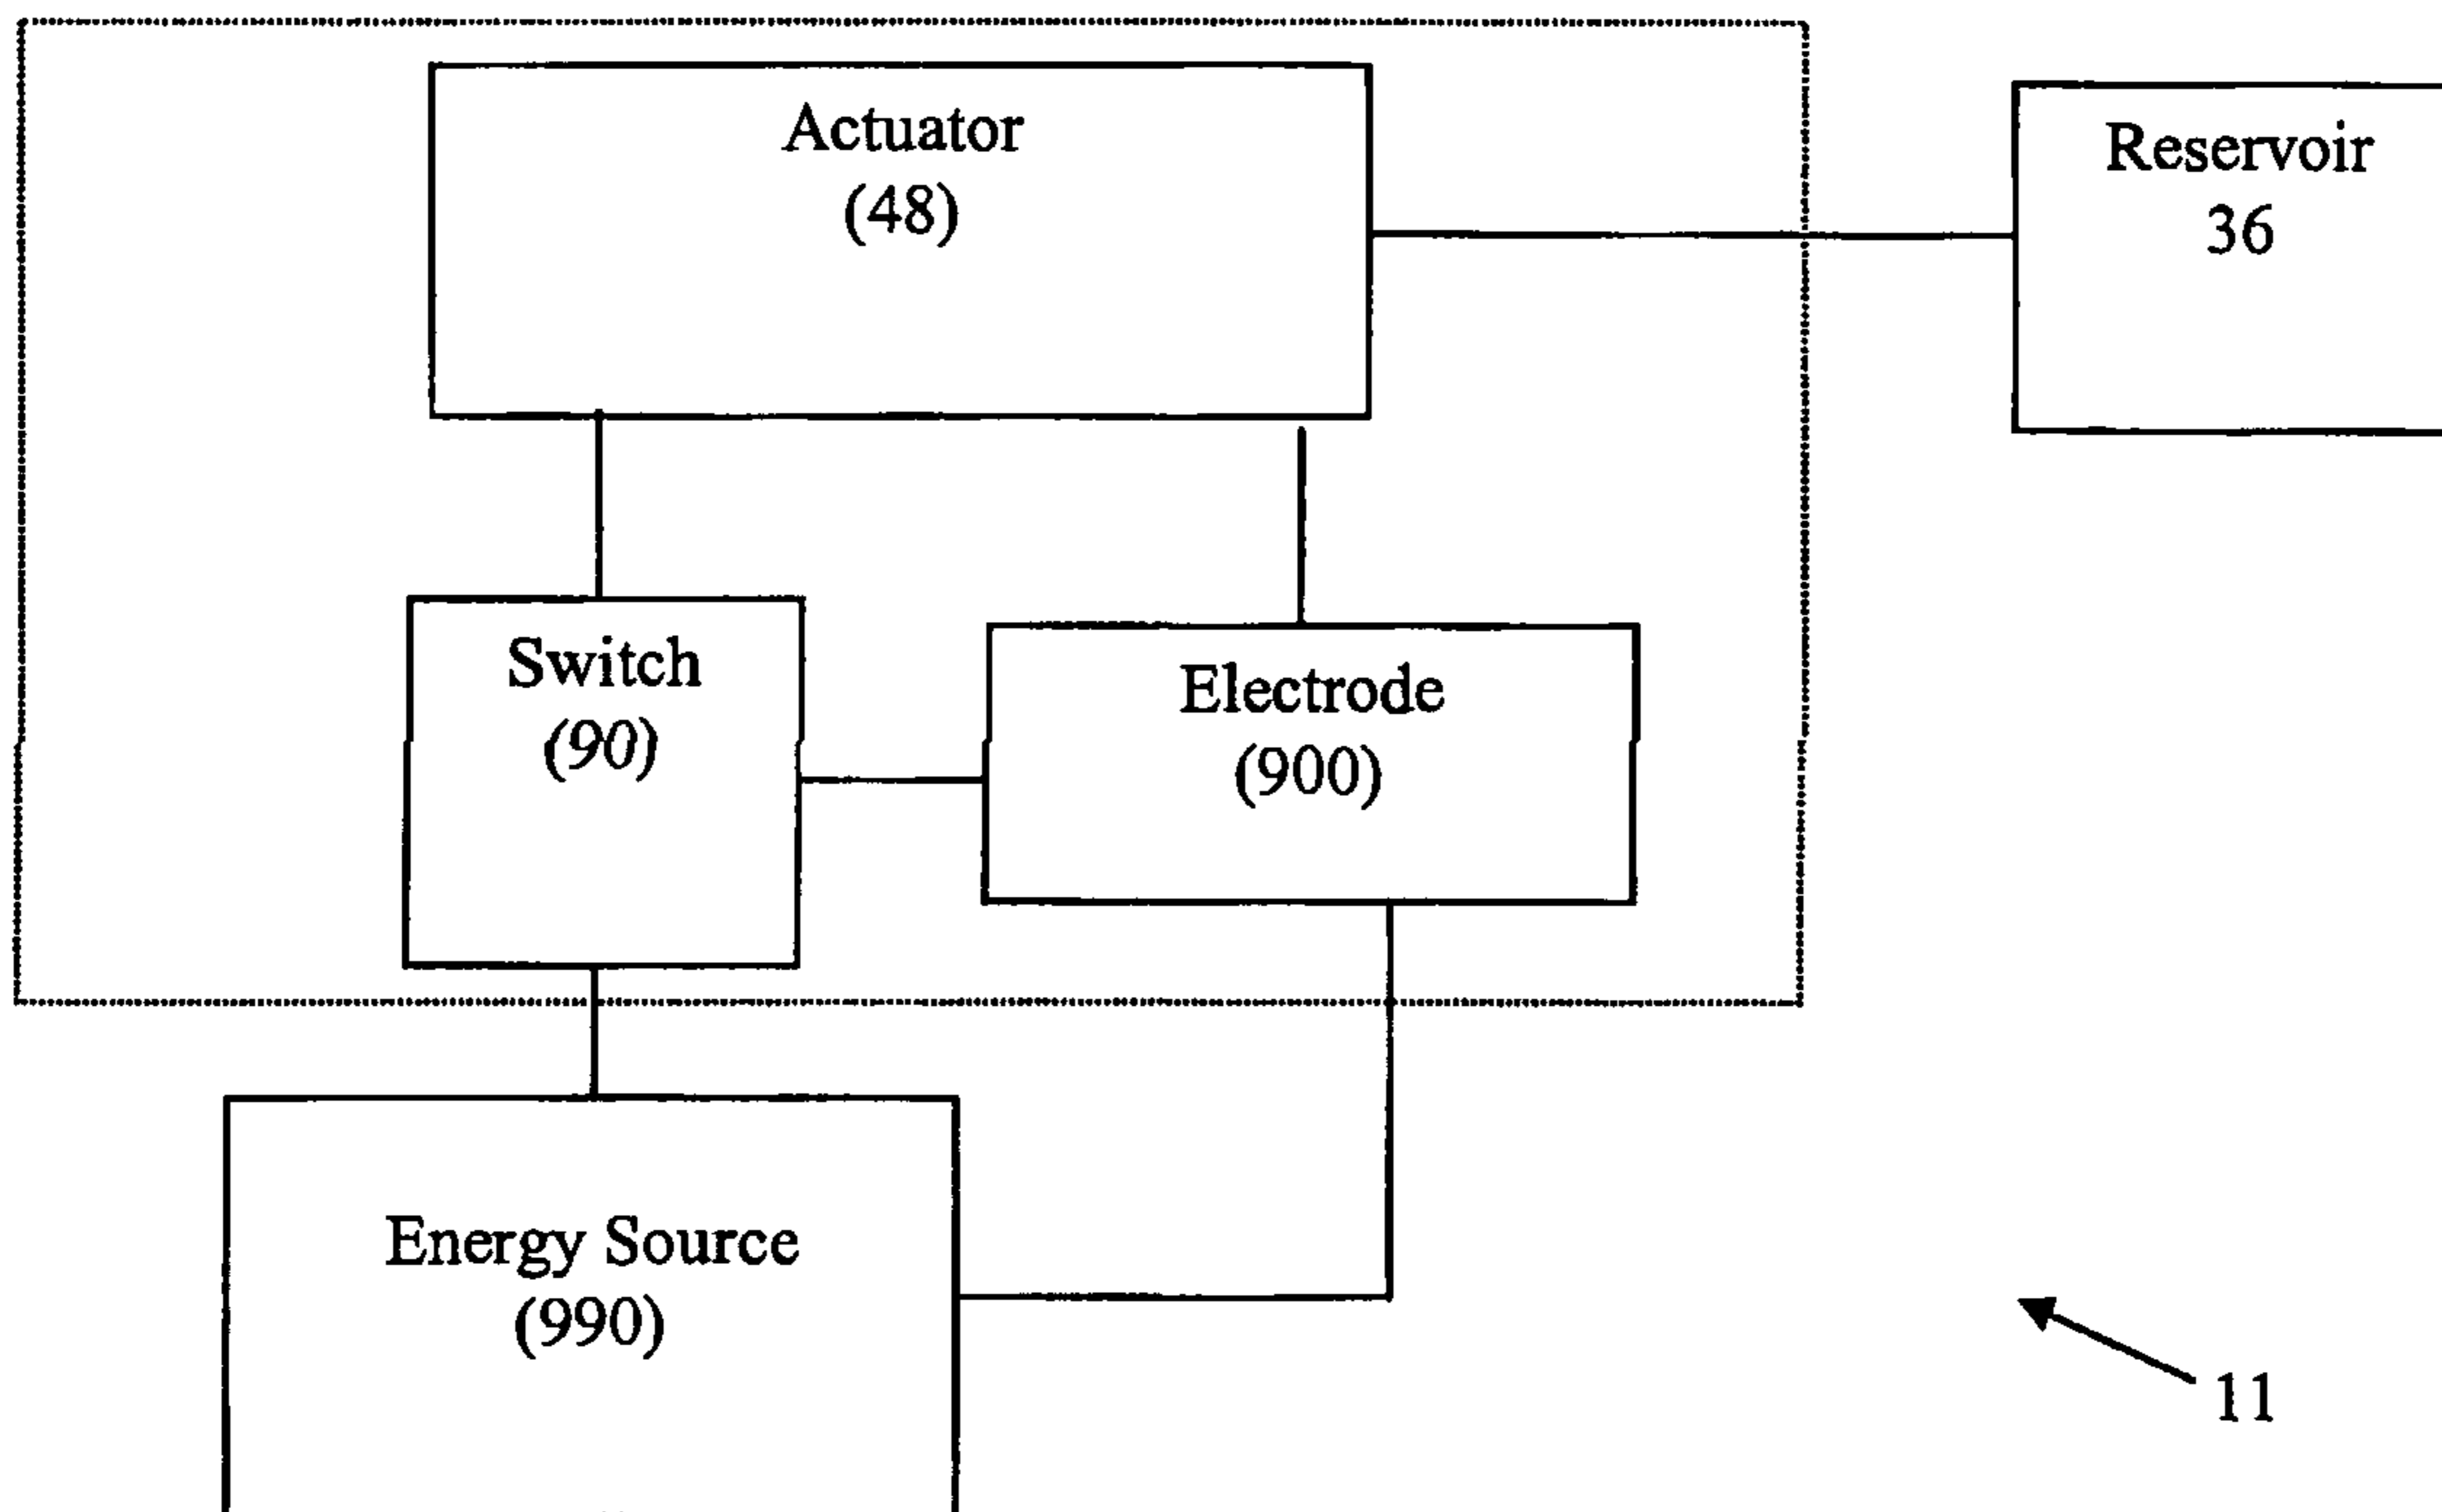 Actuator
(48)
Reservoir
36
Switch
(90)
Electrode
(900)
Energy Source
(990)
11